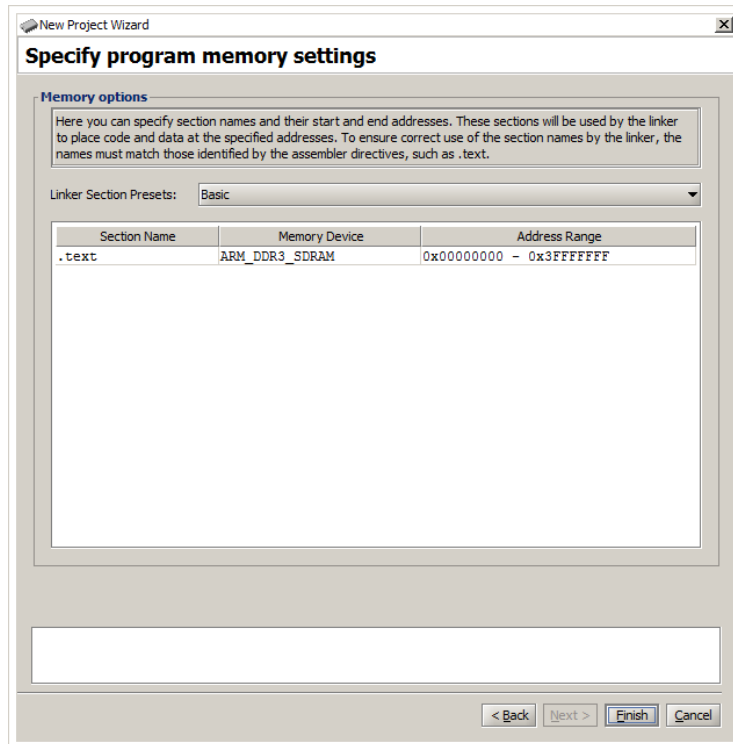 New Project Wizard
Specify program memory settings
Memory options
Here you can specify section names and their start and end addresses. These sections will be used by the linker
to place code and data at the specified addresses. To ensure correct use of the section names by the linker, the
names must match those identified by the assembler directives, such as .text.
Linker Section Presets: Basic
Section Name Memory Device Address Range
.text ARM_DDR3_SDRAM 0x00000000 - 0x3FFFFFFF
< Back Next > Finish Cancel